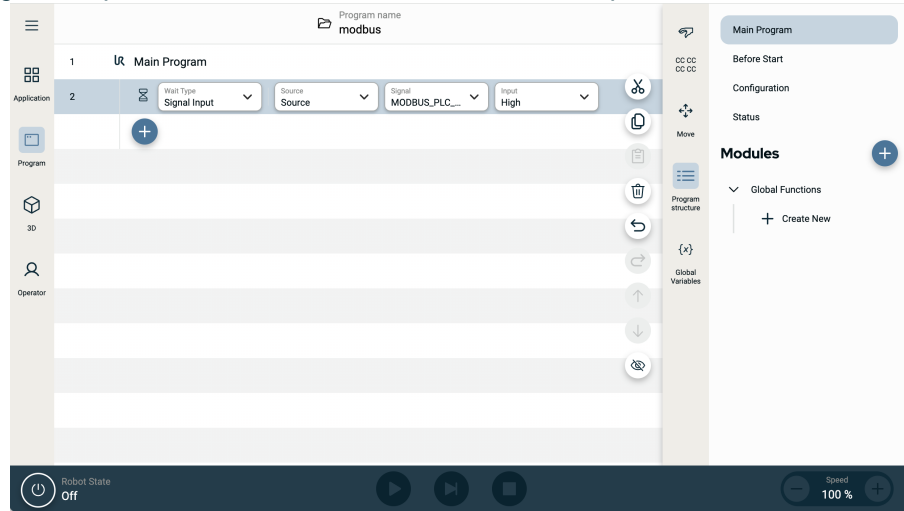 Program name
modbus
Application
Program
3D
Operator
1 Main Program
2 Wait Type Signal Input Source Source Signal MODBUS_PLC_... Input High
CC CC
CC CC
Move
Program
structure
{x}
Global
Variables
Main Program
Before Start
Configuration
Status
Modules
Global Functions
Create New
Robot State
Off
Speed
100 %